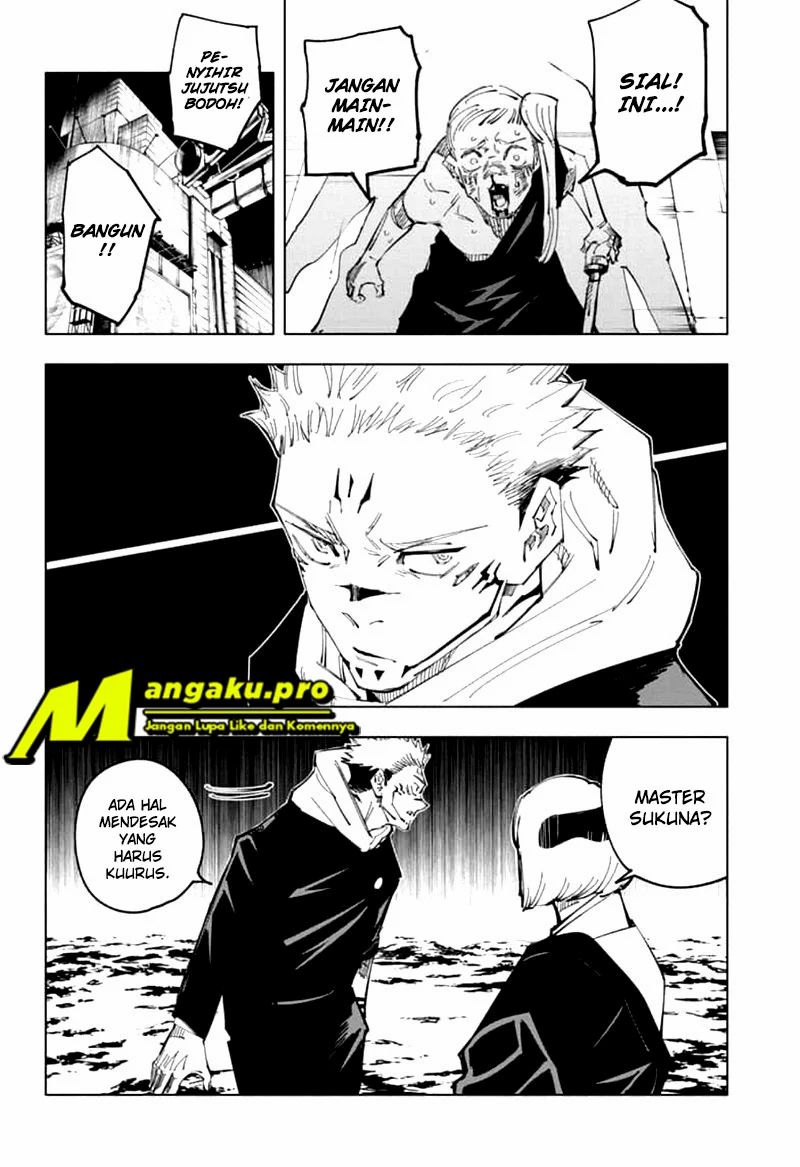 SIAL!
INI...!
JANGAN
MAIN-
MAIN!!
PE-
NYIHIR
JUJUTSU
BODOH!
BANGUN
!!
Mangaku.pro
Jangan Lupa Like dan Komennya
MASTER
SUKUNA?
ADA HAL
MENDESAK
YANG
HARUS
KUURUS.